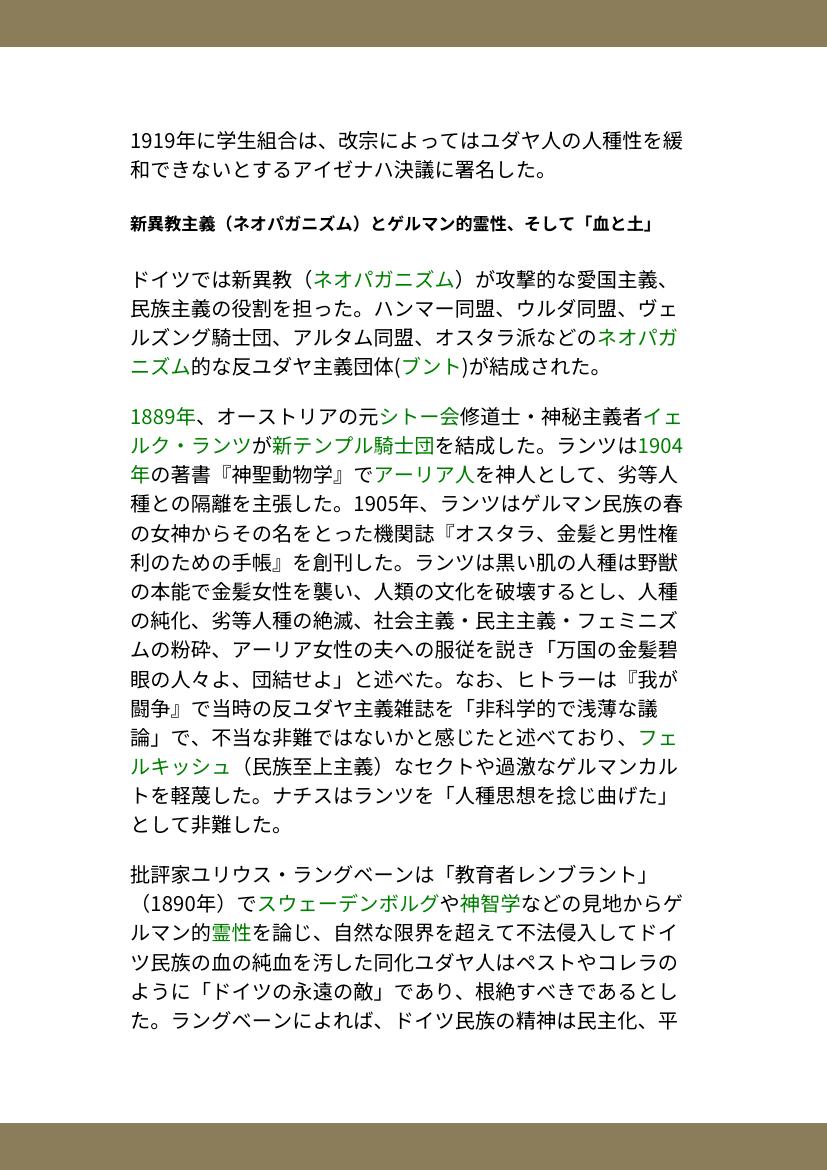 1919年に学生組合は、改宗によってはユダヤ人の人種性を緩
和できないとするアイゼナハ決議に署名した。
新異教主義（ネオパガニズム）とゲルマン的霊性、そして「血と土」
ドイツでは新異教（ネオパガニズム）が攻撃的な愛国主義、
民族主義の役割を担った。ハンマー同盟、ウルダ同盟、ヴェ
ルズング騎士団、アルタム同盟、オスタラ派などのネオパガ
ニズム的な反ユダヤ主義団体(ブント)が結成された。
1889年、オーストリアの元シトー会修道士・神秘主義者イェ
ルク・ランツが新テンプル騎士団を結成した。ランツは1904
年の著書『神聖動物学』でアーリア人を神人として、劣等人
種との隔離を主張した。1905年、ランツはゲルマン民族の春
の女神からその名をとった機関誌『オスタラ、金髪と男性権
利のための手帳』を創刊した。ランツは黒い肌の人種は野獣
の本能で金髪女性を襲い、人類の文化を破壊するとし、人種
の純化、劣等人種の絶滅、社会主義・民主主義・フェミニズ
ムの粉砕、アーリア女性の夫への服従を説き「万国の金髪碧
眼の人々よ、団結せよ」と述べた。なお、ヒトラーは『我が
闘争』で当時の反ユダヤ主義雑誌を「非科学的で浅薄な議
論」で、不当な非難ではないかと感じたと述べており、フェ
ルキッシュ（民族至上主義）なセクトや過激なゲルマンカル
トを軽蔑した。ナチスはランツを「人種思想を捻じ曲げた」
として非難した。
批評家ユリウス・ラングベーンは「教育者レンブラント」
（1890年）でスウェーデンボルグや神智学などの見地からゲ
ルマン的霊性を論じ、自然な限界を超えて不法侵入してドイ
ツ民族の血の純血を汚した同化ユダヤ人はペストやコレラの
ように「ドイツの永遠の敵」であり、根絶すべきであるとし
た。ラングベーンによれば、ドイツ民族の精神は民主化、平